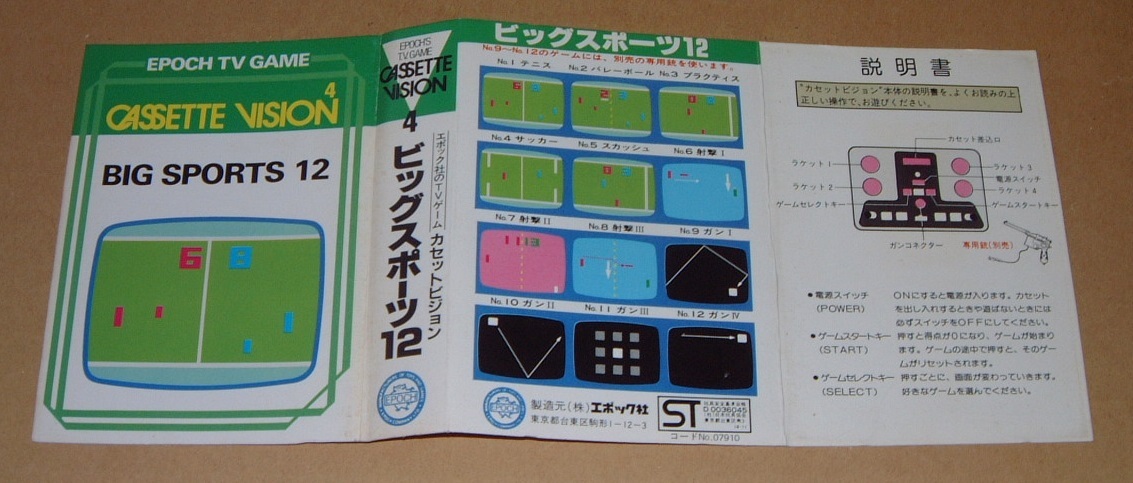 EPOCH TV GAME
4
CASSETTE VISION
BIG SPORTS 12
6 8
EPOCH'S
TV GAME
CASSETTE
VISION
4
エポック社のTVゲーム カセットビジョン
ビッグスポーツ12
EPOCH
ビッグスポーツ12
No.9〜No.12のゲームには、別売の専用銃を使います。
No.1 テニス
No.2 バレーボール
No.3 プラクティス
No.4 サッカー
No.5 スカッシュ
No.6 射撃I
No.7 射撃II
No.8 射撃III
No.9 ガンI
No.10 ガンII
No.11 ガンIII
No.12 ガンIV
EPOCH
製造元(株)エポック社
東京都台東区駒形1-12-3
ST
D 0036045
コードNo.07910
説明書
"カセットビジョン"本体の説明書を、よくお読みの上
正しい操作で、お遊びください。
カセット差込口
ラケット1
ラケット3
電源スイッチ
ラケット2
ラケット4
ゲームセレクトキー
ゲームスタートキー
ガンコネクター
専用銃(別売)
●電源スイッチ ONにすると電源が入ります。カセット
(POWER) を出し入れするときや遊ばないときには
必ずスイッチをOFFにしてください。
●ゲームスタートキー 押すと得点が0になり、ゲームが始まり
(START) ます。ゲームの途中で押すと、そのゲー
ムがリセットされます。
●ゲームセレクトキー 押すごとに、画面が変わっていきます。
(SELECT) 好きなゲームを選んでください。